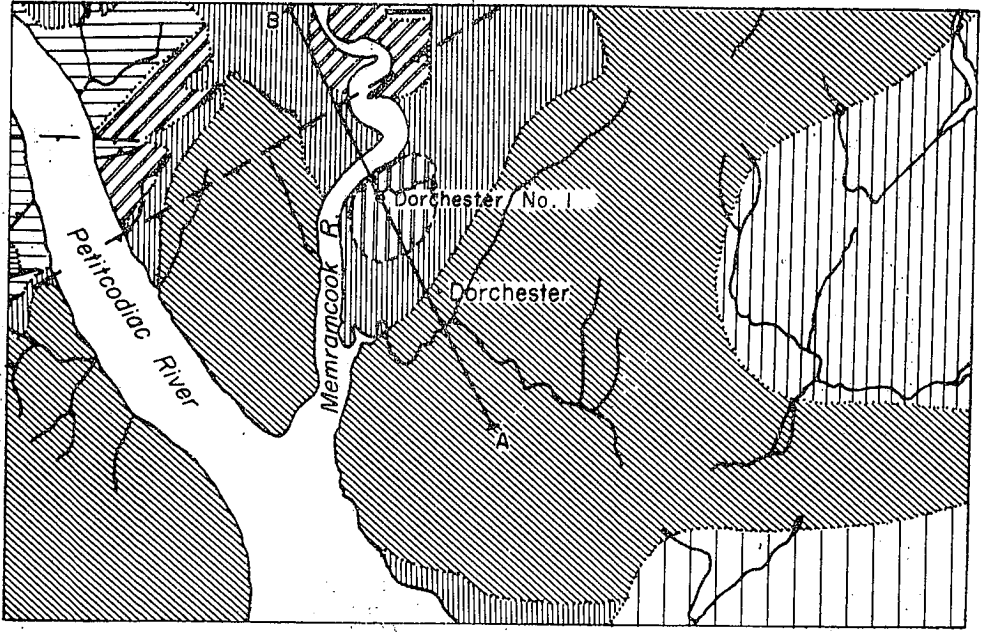 B
Dorchester No. 1
R.
Dorchester
Memramcook
Petitcodiac River
A